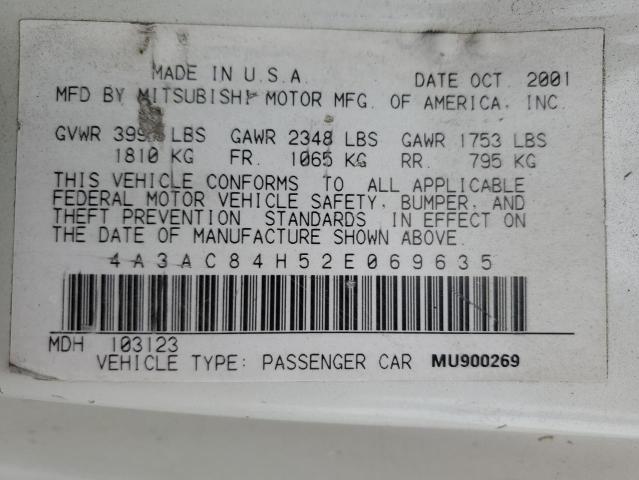 MADE IN U.S.A. DATE OCT. 2001
MFD BY MITSUBISHI MOTOR MFG. OF AMERICA, INC.
GVWR LBS GAWR 2348 LBS GAWR 1753 LBS
1810 KG FR. 1065 KG RR. 795 KG
THIS VEHICLE CONFORMS TO ALL APPLICABLE
FEDERAL MOTOR VEHICLE SAFETY, BUMPER, AND
THEFT PREVENTION STANDARDS IN EFFECT ON
THE DATE OF MANUFACTURE SHOWN ABOVE.
4A3AC84H52E069635
MDH 103123
VEHICLE TYPE: PASSENGER CAR MU900269